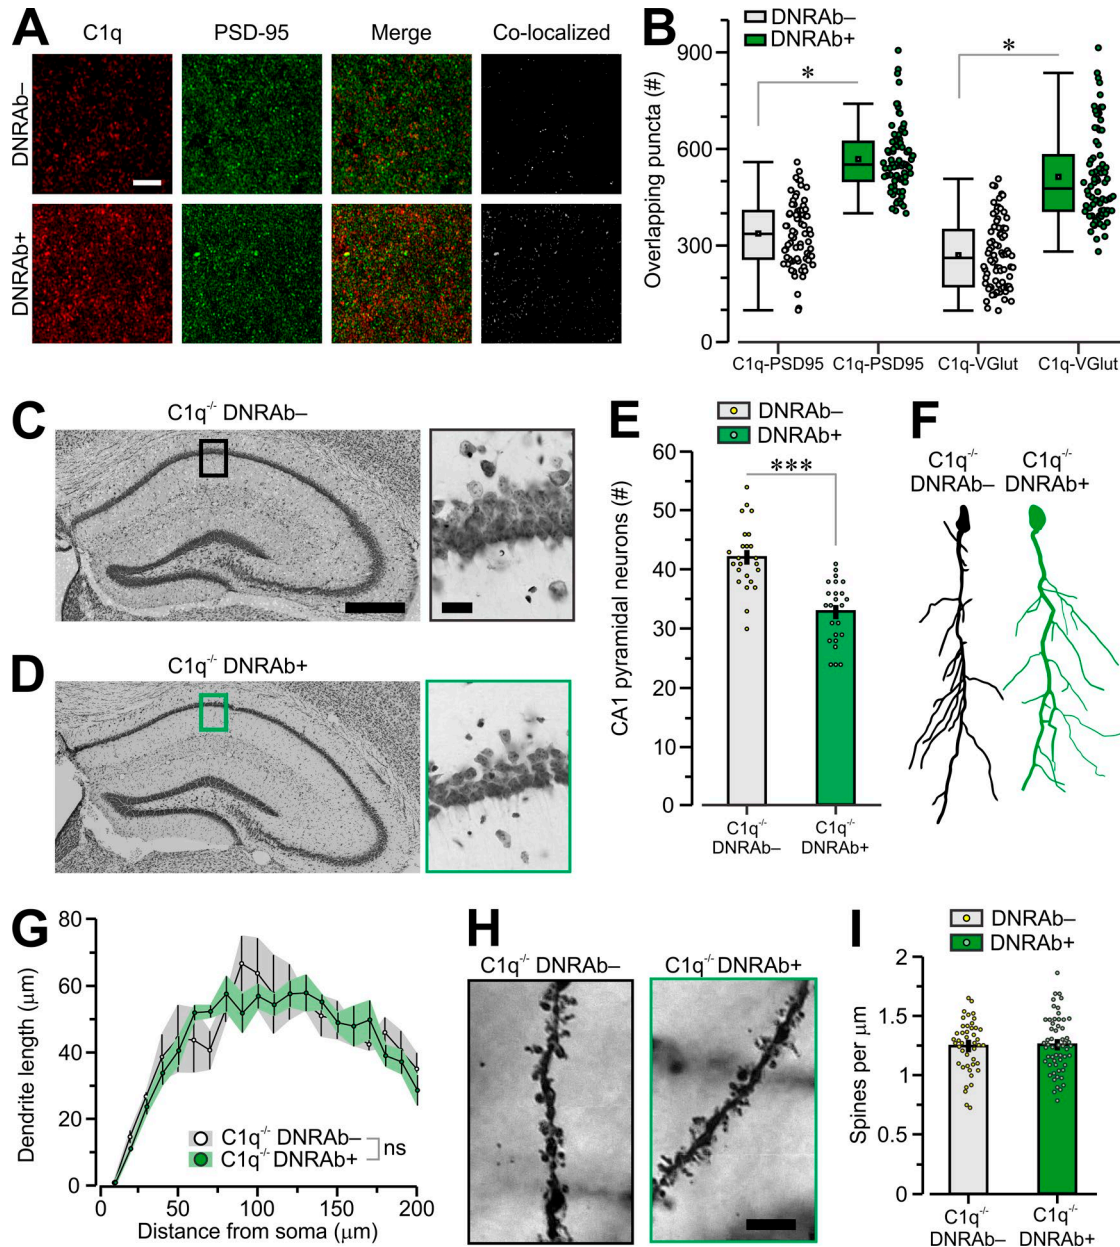 A
C1q
PSD-95
Merge
Co-localized
DNRAb–
DNRAb+
B
DNRAb–
DNRAb+
Overlapping puncta (#)
900
600
300
0
*
*
C1q-PSD95
C1q-PSD95
C1q-VGlut
C1q-VGlut
C
C1q-/- DNRAb–
D
C1q-/- DNRAb+
E
DNRAb–
DNRAb+
CA1 pyramidal neurons (#)
60
50
40
30
20
10
0
***
C1q-/-
DNRAb–
C1q-/-
DNRAb+
F
C1q-/-
DNRAb–
C1q-/-
DNRAb+
G
Dendrite length (μm)
80
60
40
20
0
C1q-/- DNRAb–
C1q-/- DNRAb+
ns
0
50
100
150
200
Distance from soma (μm)
H
C1q-/- DNRAb–
C1q-/- DNRAb+
I
DNRAb–
DNRAb+
Spines per μm
2
1.5
1
0.5
0
C1q-/-
DNRAb–
C1q-/-
DNRAb+